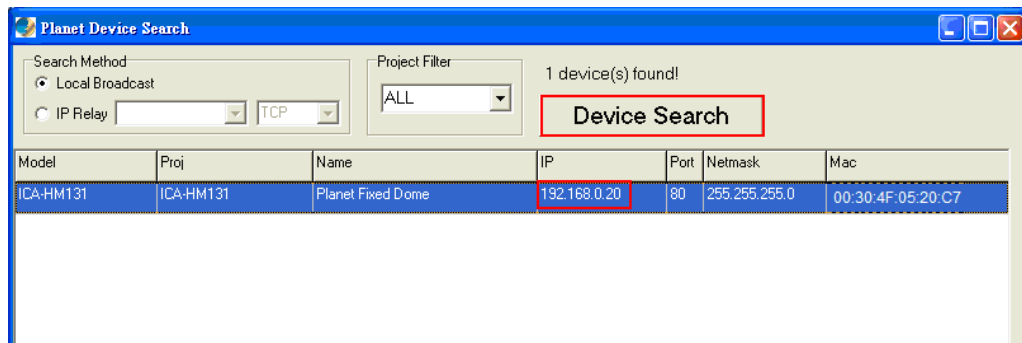 Planet Device Search
Search Method
Local Broadcast
IP Relay TCP
Project Filter
ALL
1 device(s) found!
Device Search
Model Proj Name IP Port Netmask Mac
ICA-HM131 ICA-HM131 Planet Fixed Dome 192.168.0.20 80 255.255.255.0 00:30:4F:05:20:C7